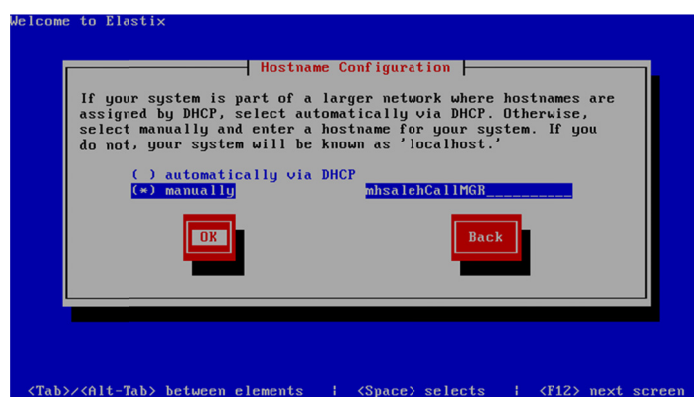 Welcome to Elastix
Hostname Configuration
If your system is part of a larger network where hostnames are
assigned by DHCP, select automatically via DHCP. Otherwise,
select manually and enter a hostname for your system. If you
do not, your system will be known as 'localhost.'
( ) automatically via DHCP
(*) manually mhsalehCallMGR__________
OK Back
<Tab>/<Alt-Tab> between elements | <Space> selects | <F12> next screen